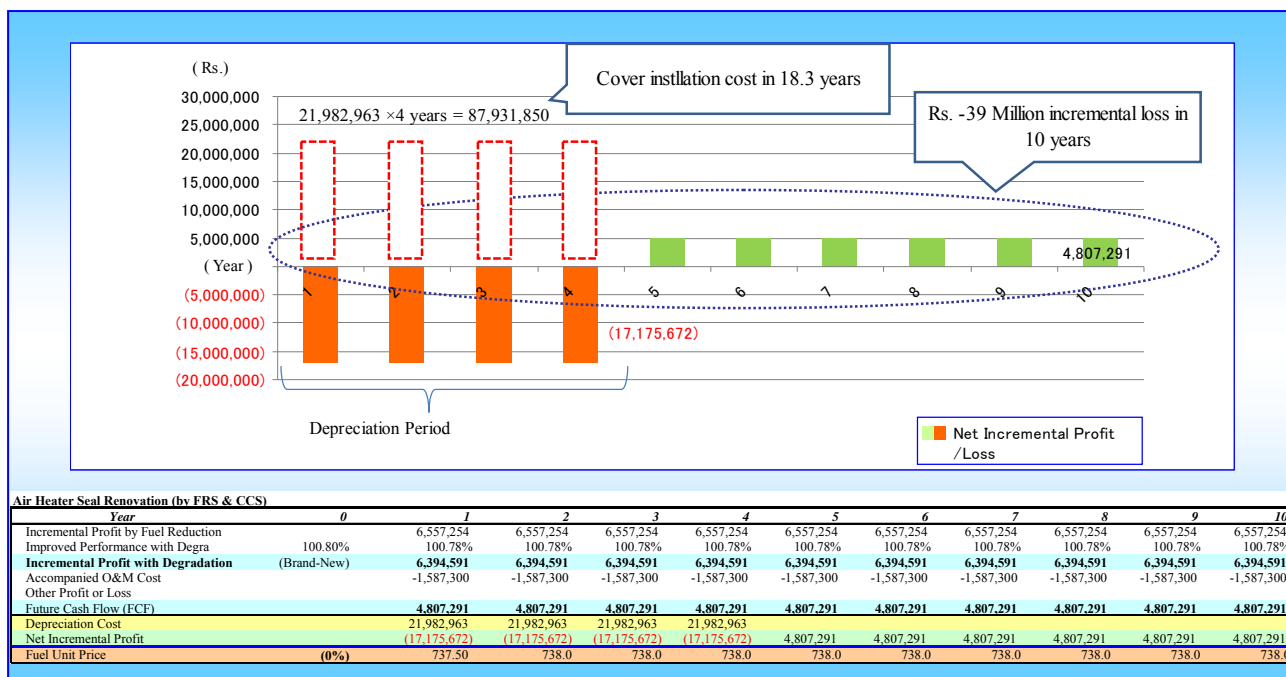 ( Rs.)
Cover instllation cost in 18.3 years
30,000,000
25,000,000
20,000,000
15,000,000
10,000,000
5,000,000
( Year )
(5,000,000)
(10,000,000)
(15,000,000)
(20,000,000)
21,982,963 ×4 years = 87,931,850
Rs. -39 Million incremental loss in
10 years
4,807,291
1 2 3 4 5 6 7 8 9 10
(17,175,672)
Depreciation Period
Net Incremental Profit
/Loss
Air Heater Seal Renovation (by FRS & CCS)
Year 0 1 2 3 4 5 6 7 8 9 10
Incremental Profit by Fuel Reduction 6,557,254 6,557,254 6,557,254 6,557,254 6,557,254 6,557,254 6,557,254 6,557,254 6,557,254 6,557,254
Improved Performance with Degra 100.80% 100.78% 100.78% 100.78% 100.78% 100.78% 100.78% 100.78% 100.78% 100.78% 100.78%
Incremental Profit with Degradation (Brand-New) 6,394,591 6,394,591 6,394,591 6,394,591 6,394,591 6,394,591 6,394,591 6,394,591 6,394,591 6,394,591
Accompanied O&M Cost -1,587,300 -1,587,300 -1,587,300 -1,587,300 -1,587,300 -1,587,300 -1,587,300 -1,587,300 -1,587,300 -1,587,300
Other Profit or Loss
Future Cash Flow (FCF) 4,807,291 4,807,291 4,807,291 4,807,291 4,807,291 4,807,291 4,807,291 4,807,291 4,807,291 4,807,291
Depreciation Cost 21,982,963 21,982,963 21,982,963 21,982,963
Net Incremental Profit (17,175,672) (17,175,672) (17,175,672) (17,175,672) 4,807,291 4,807,291 4,807,291 4,807,291 4,807,291 4,807,291
Fuel Unit Price (0%) 737.50 738.0 738.0 738.0 738.0 738.0 738.0 738.0 738.0 738.0